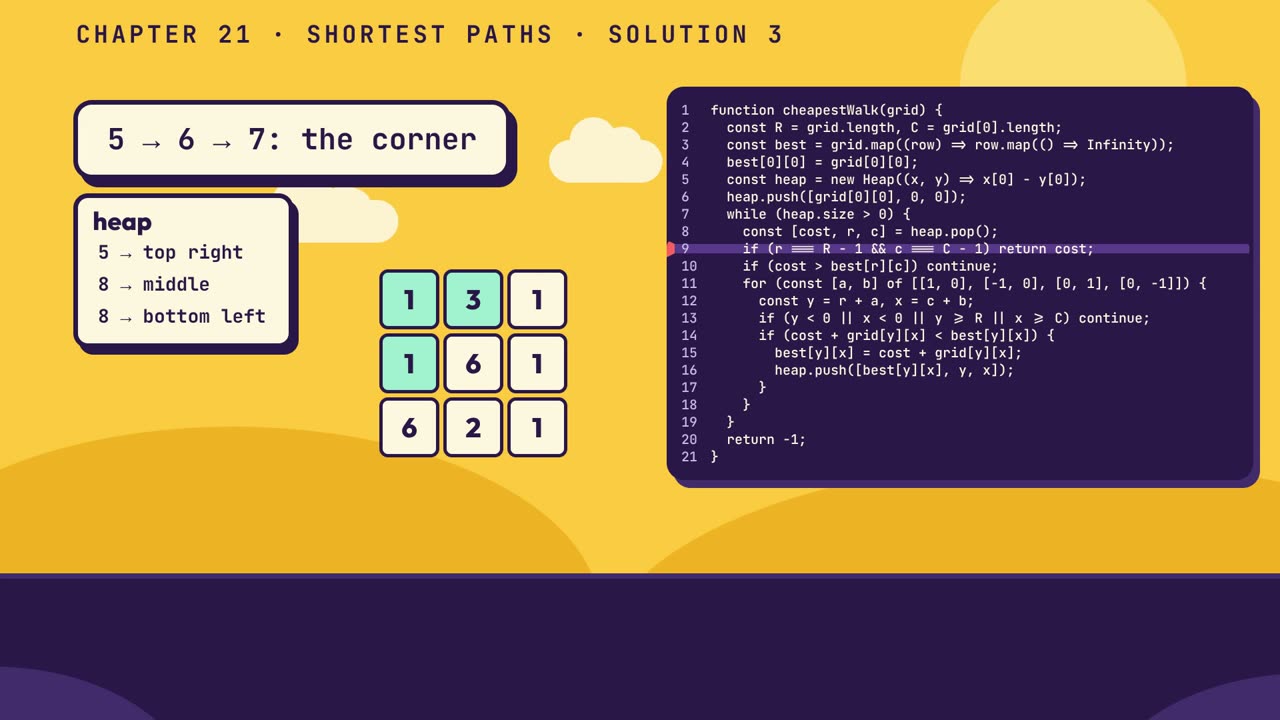 CHAPTER 21 · SHORTEST PATHS · SOLUTION 3
5 → 6 → 7: the corner
heap
5 → top right
8 → middle
8 → bottom left
1 3 1
1 6 1
6 2 1
1 function cheapestWalk(grid) {
2 const R = grid.length, C = grid[0].length;
3 const best = grid.map((row) => row.map(() => Infinity));
4 best[0][0] = grid[0][0];
5 const heap = new Heap((x, y) => x[0] - y[0]);
6 heap.push([grid[0][0], 0, 0]);
7 while (heap.size > 0) {
8 const [cost, r, c] = heap.pop();
9 if (r === R - 1 && c === C - 1) return cost;
10 if (cost > best[r][c]) continue;
11 for (const [a, b] of [[1, 0], [-1, 0], [0, 1], [0, -1]]) {
12 const y = r + a, x = c + b;
13 if (y < 0 || x < 0 || y >= R || x >= C) continue;
14 if (cost + grid[y][x] < best[y][x]) {
15 best[y][x] = cost + grid[y][x];
16 heap.push([best[y][x], y, x]);
17 }
18 }
19 }
20 return -1;
21 }